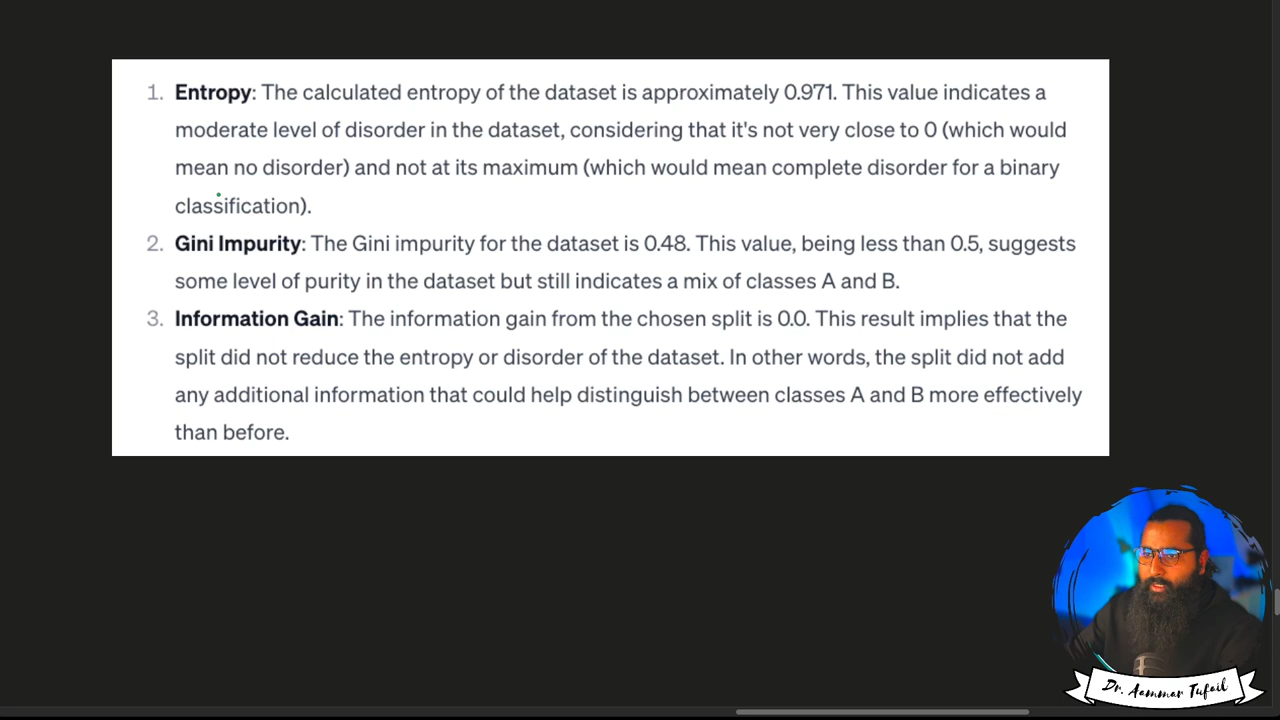 1. Entropy: The calculated entropy of the dataset is approximately 0.971. This value indicates a
moderate level of disorder in the dataset, considering that it's not very close to 0 (which would
mean no disorder) and not at its maximum (which would mean complete disorder for a binary
classification).
2. Gini Impurity: The Gini impurity for the dataset is 0.48. This value, being less than 0.5, suggests
some level of purity in the dataset but still indicates a mix of classes A and B.
3. Information Gain: The information gain from the chosen split is 0.0. This result implies that the
split did not reduce the entropy or disorder of the dataset. In other words, the split did not add
any additional information that could help distinguish between classes A and B more effectively
than before.
Dr. Aammar Tufail